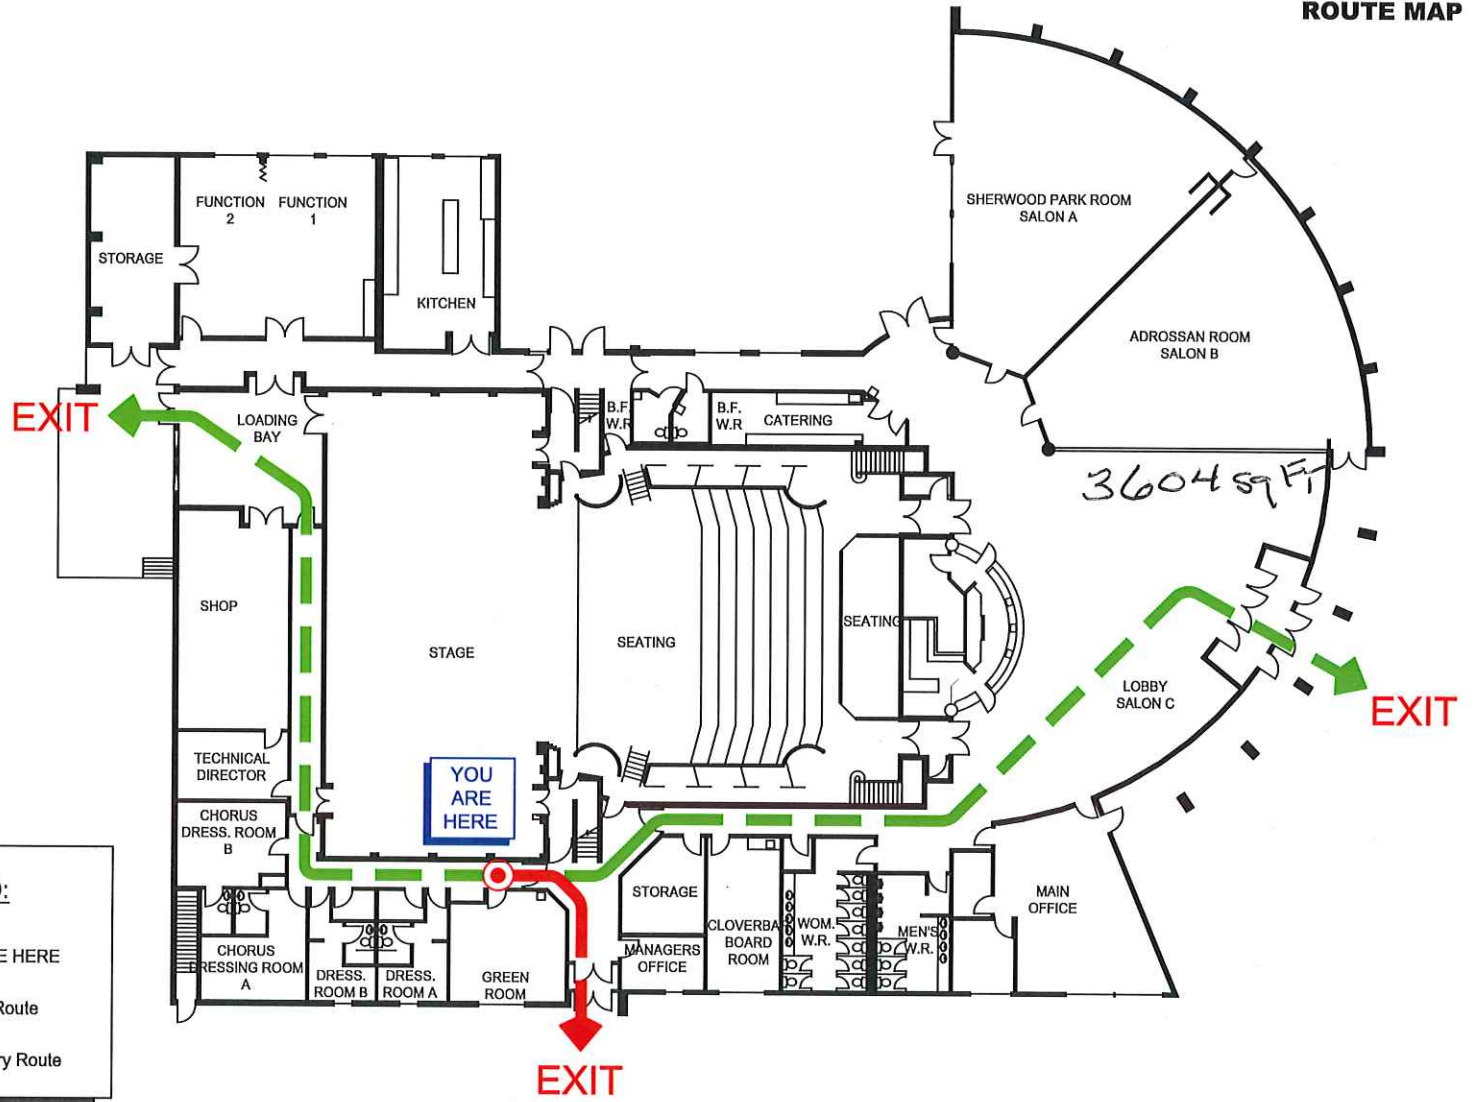 ROUTE MAP
SHERWOOD PARK ROOM
SALON A
FUNCTION
2
FUNCTION
1
STORAGE
KITCHEN
ADROSSAN ROOM
SALON B
EXIT
LOADING
BAY
B.F.
W.R
B.F.
W.R
CATERING
3604 sq FT
SHOP
STAGE
SEATING
SEATING
LOBBY
SALON C
EXIT
TECHNICAL
DIRECTOR
YOU
ARE
HERE
CHORUS
DRESS. ROOM
B
STORAGE
MAIN
OFFICE
CLOVERBA
BOARD
ROOM
WOM.
W.R.
MEN'S
W.R.
MANAGERS
OFFICE
CHORUS
DRESSING ROOM
A
DRESS.
ROOM B
DRESS.
ROOM A
GREEN
ROOM
HERE
Route
Route
EXIT